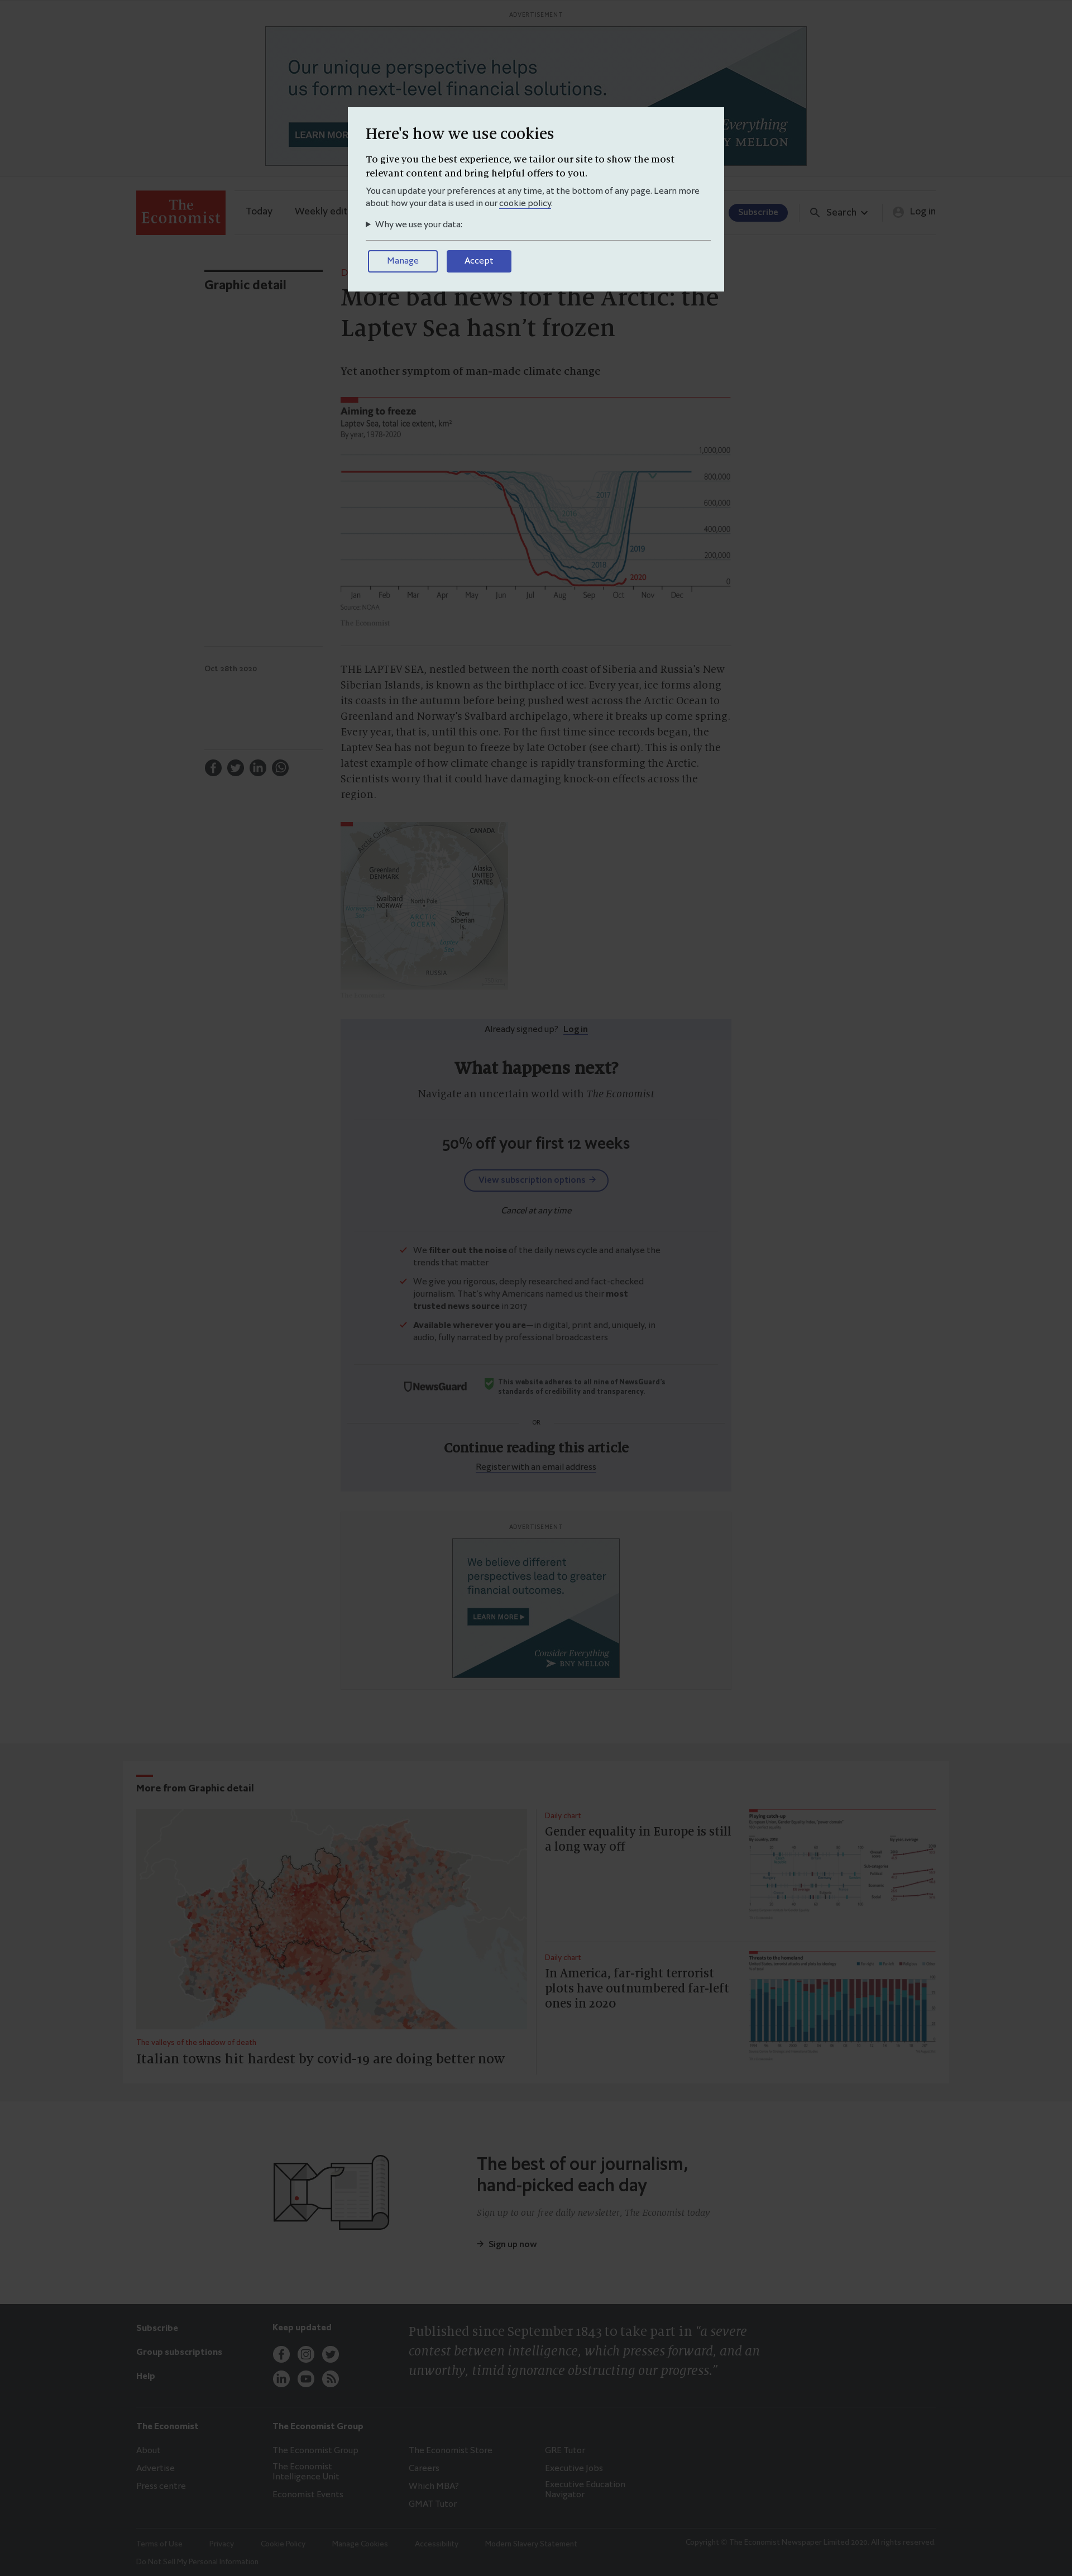 ADVERTISEMENT
Our unique perspective helps
us form next-level financial solutions.
LEARN MOR
Everything
Y MELLON
Here's how we use cookies
To give you the best experience, we tailor our site to show the most
relevant content and bring helpful offers to you.
You can update your preferences at any time, at the bottom of any page. Learn more
about how your data is used in our cookie policy.
Why we use your data:
Manage
Accept
The
Economist
Today
Weekly edit
Subscribe
Search
Log in
Graphic detail
D
More bad news for the Arctic: the
Laptev Sea hasn't frozen
Yet another symptom of man-made climate change
Aiming to freeze
Laptev Sea, total ice extent, km²
By year, 1979-2020
1,000,000
800,000
600,000
400,000
200,000
0
2017
2019
2018
2020
Jan Feb Mar Apr May Jun Jul Aug Sep Oct Nov Dec
Source: NOAA
The Economist
Oct 28th 2020
THE LAPTEV SEA, nestled between the north coast of Siberia and Russia's New
Siberian Islands, is known as the birthplace of ice. Every year, ice forms along
its coasts in the autumn before being pushed west across the Arctic Ocean to
Greenland and Norway's Svalbard archipelago, where it breaks up come spring.
Every year, that is, until this one. For the first time since records began, the
Laptev Sea has not begun to freeze by late October (see chart). This is only the
latest example of how climate change is rapidly transforming the Arctic.
Scientists worry that it could have damaging knock-on effects across the
region.
Arctic Circle
CANADA
Greenland
DENMARK
Alaska
UNITED
STATES
Svalbard
NORWAY
North Pole
ARCTIC
OCEAN
New
Siberian
Is.
Laptev
Sea
RUSSIA
Already signed up? Log in
What happens next?
Navigate an uncertain world with The Economist
50% off your first 12 weeks
View subscription options →
Cancel at any time
We filter out the noise of the daily news cycle and analyse the
trends that matter
We give you rigorous, deeply researched and fact-checked
journalism. That's why Americans named us their most
trusted news source in 2017
Available wherever you are—in digital, print and, uniquely, in
audio, fully narrated by professional broadcasters
NewsGuard
This website adheres to all nine of NewsGuard's
standards of credibility and transparency.
OR
Continue reading this article
Register with an email address
ADVERTISEMENT
We believe different
perspectives lead to greater
financial outcomes.
LEARN MORE ▶
Consider Everything
BNY MELLON
More from Graphic detail
The valleys of the shadow of death
Italian towns hit hardest by covid-19 are doing better now
Daily chart
Gender equality in Europe is still
a long way off
Playing catch-up
Daily chart
In America, far-right terrorist
plots have outnumbered far-left
ones in 2020
Threats to the homeland
The best of our journalism,
hand-picked each day
Sign up to our free daily newsletter, The Economist today
→ Sign up now
Subscribe
Group subscriptions
Help
Keep updated
Published since September 1843 to take part in “a severe
contest between intelligence, which presses forward, and an
unworthy, timid ignorance obstructing our progress.”
The Economist
About
Advertise
Press centre
The Economist Group
The Economist Group
The Economist
Intelligence Unit
Economist Events
The Economist Store
Careers
Which MBA?
GMAT Tutor
GRE Tutor
Executive Jobs
Executive Education
Navigator
Terms of Use
Privacy
Cookie Policy
Manage Cookies
Accessibility
Modern Slavery Statement
Copyright © The Economist Newspaper Limited 2020. All rights reserved.
Do Not Sell My Personal Information